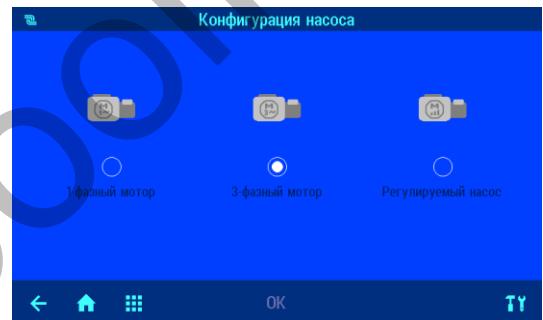 Конфигурация насоса
1-фазный мотор
3-фазный мотор
Регулируемый насос
OK